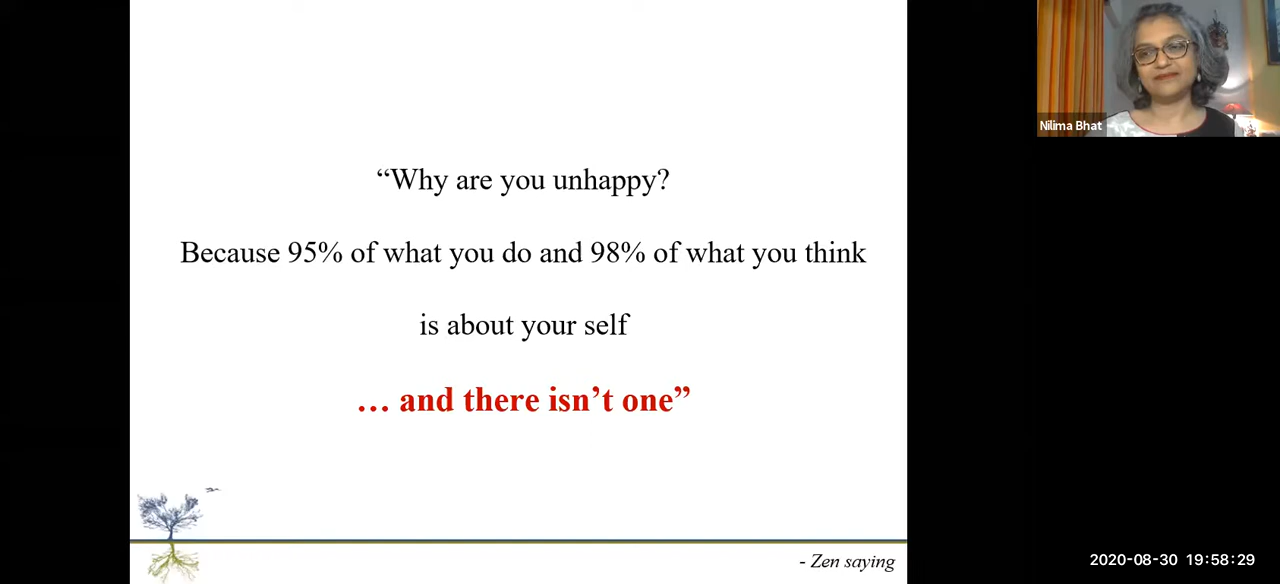 “Why are you unhappy?
Because 95% of what you do and 98% of what you think
is about your self
… and there isn’t one”
- Zen saying
Nilima Bhat
2020-08-30 19:58:29